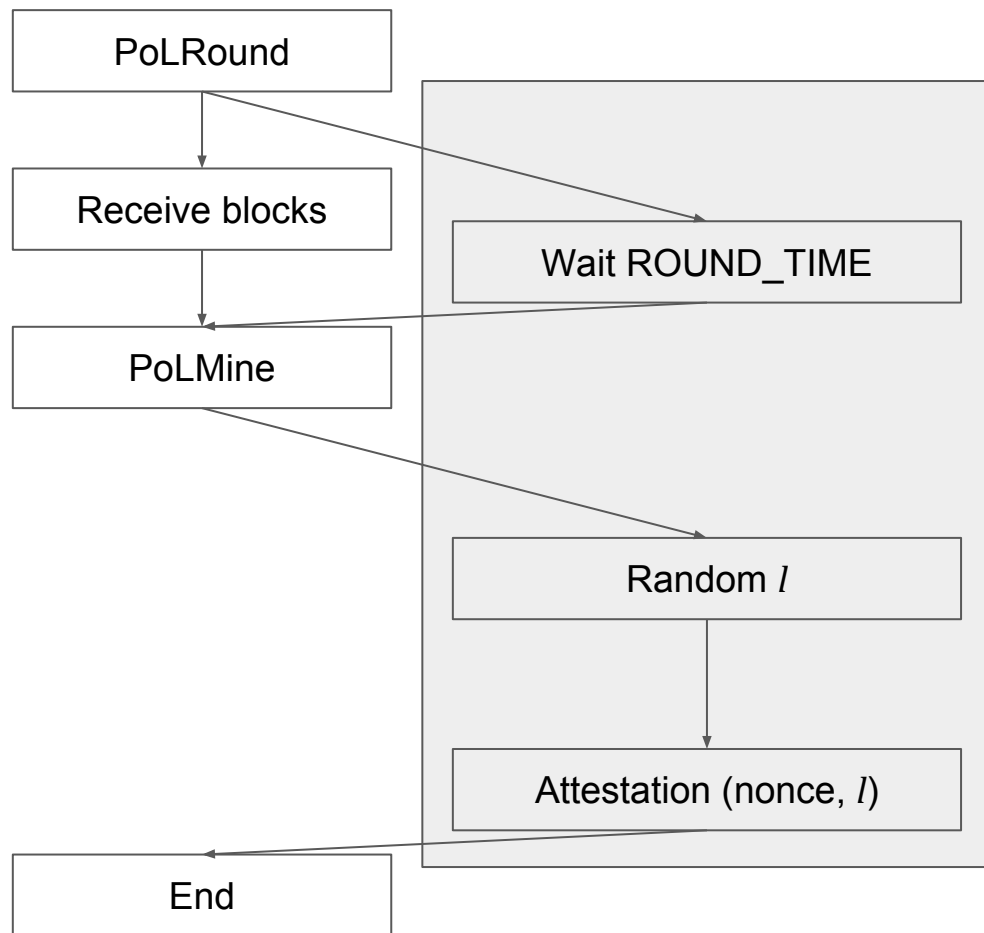 PoLRound
Receive blocks
Wait ROUND_TIME
PoLMine
Random l
Attestation (nonce, l)
End